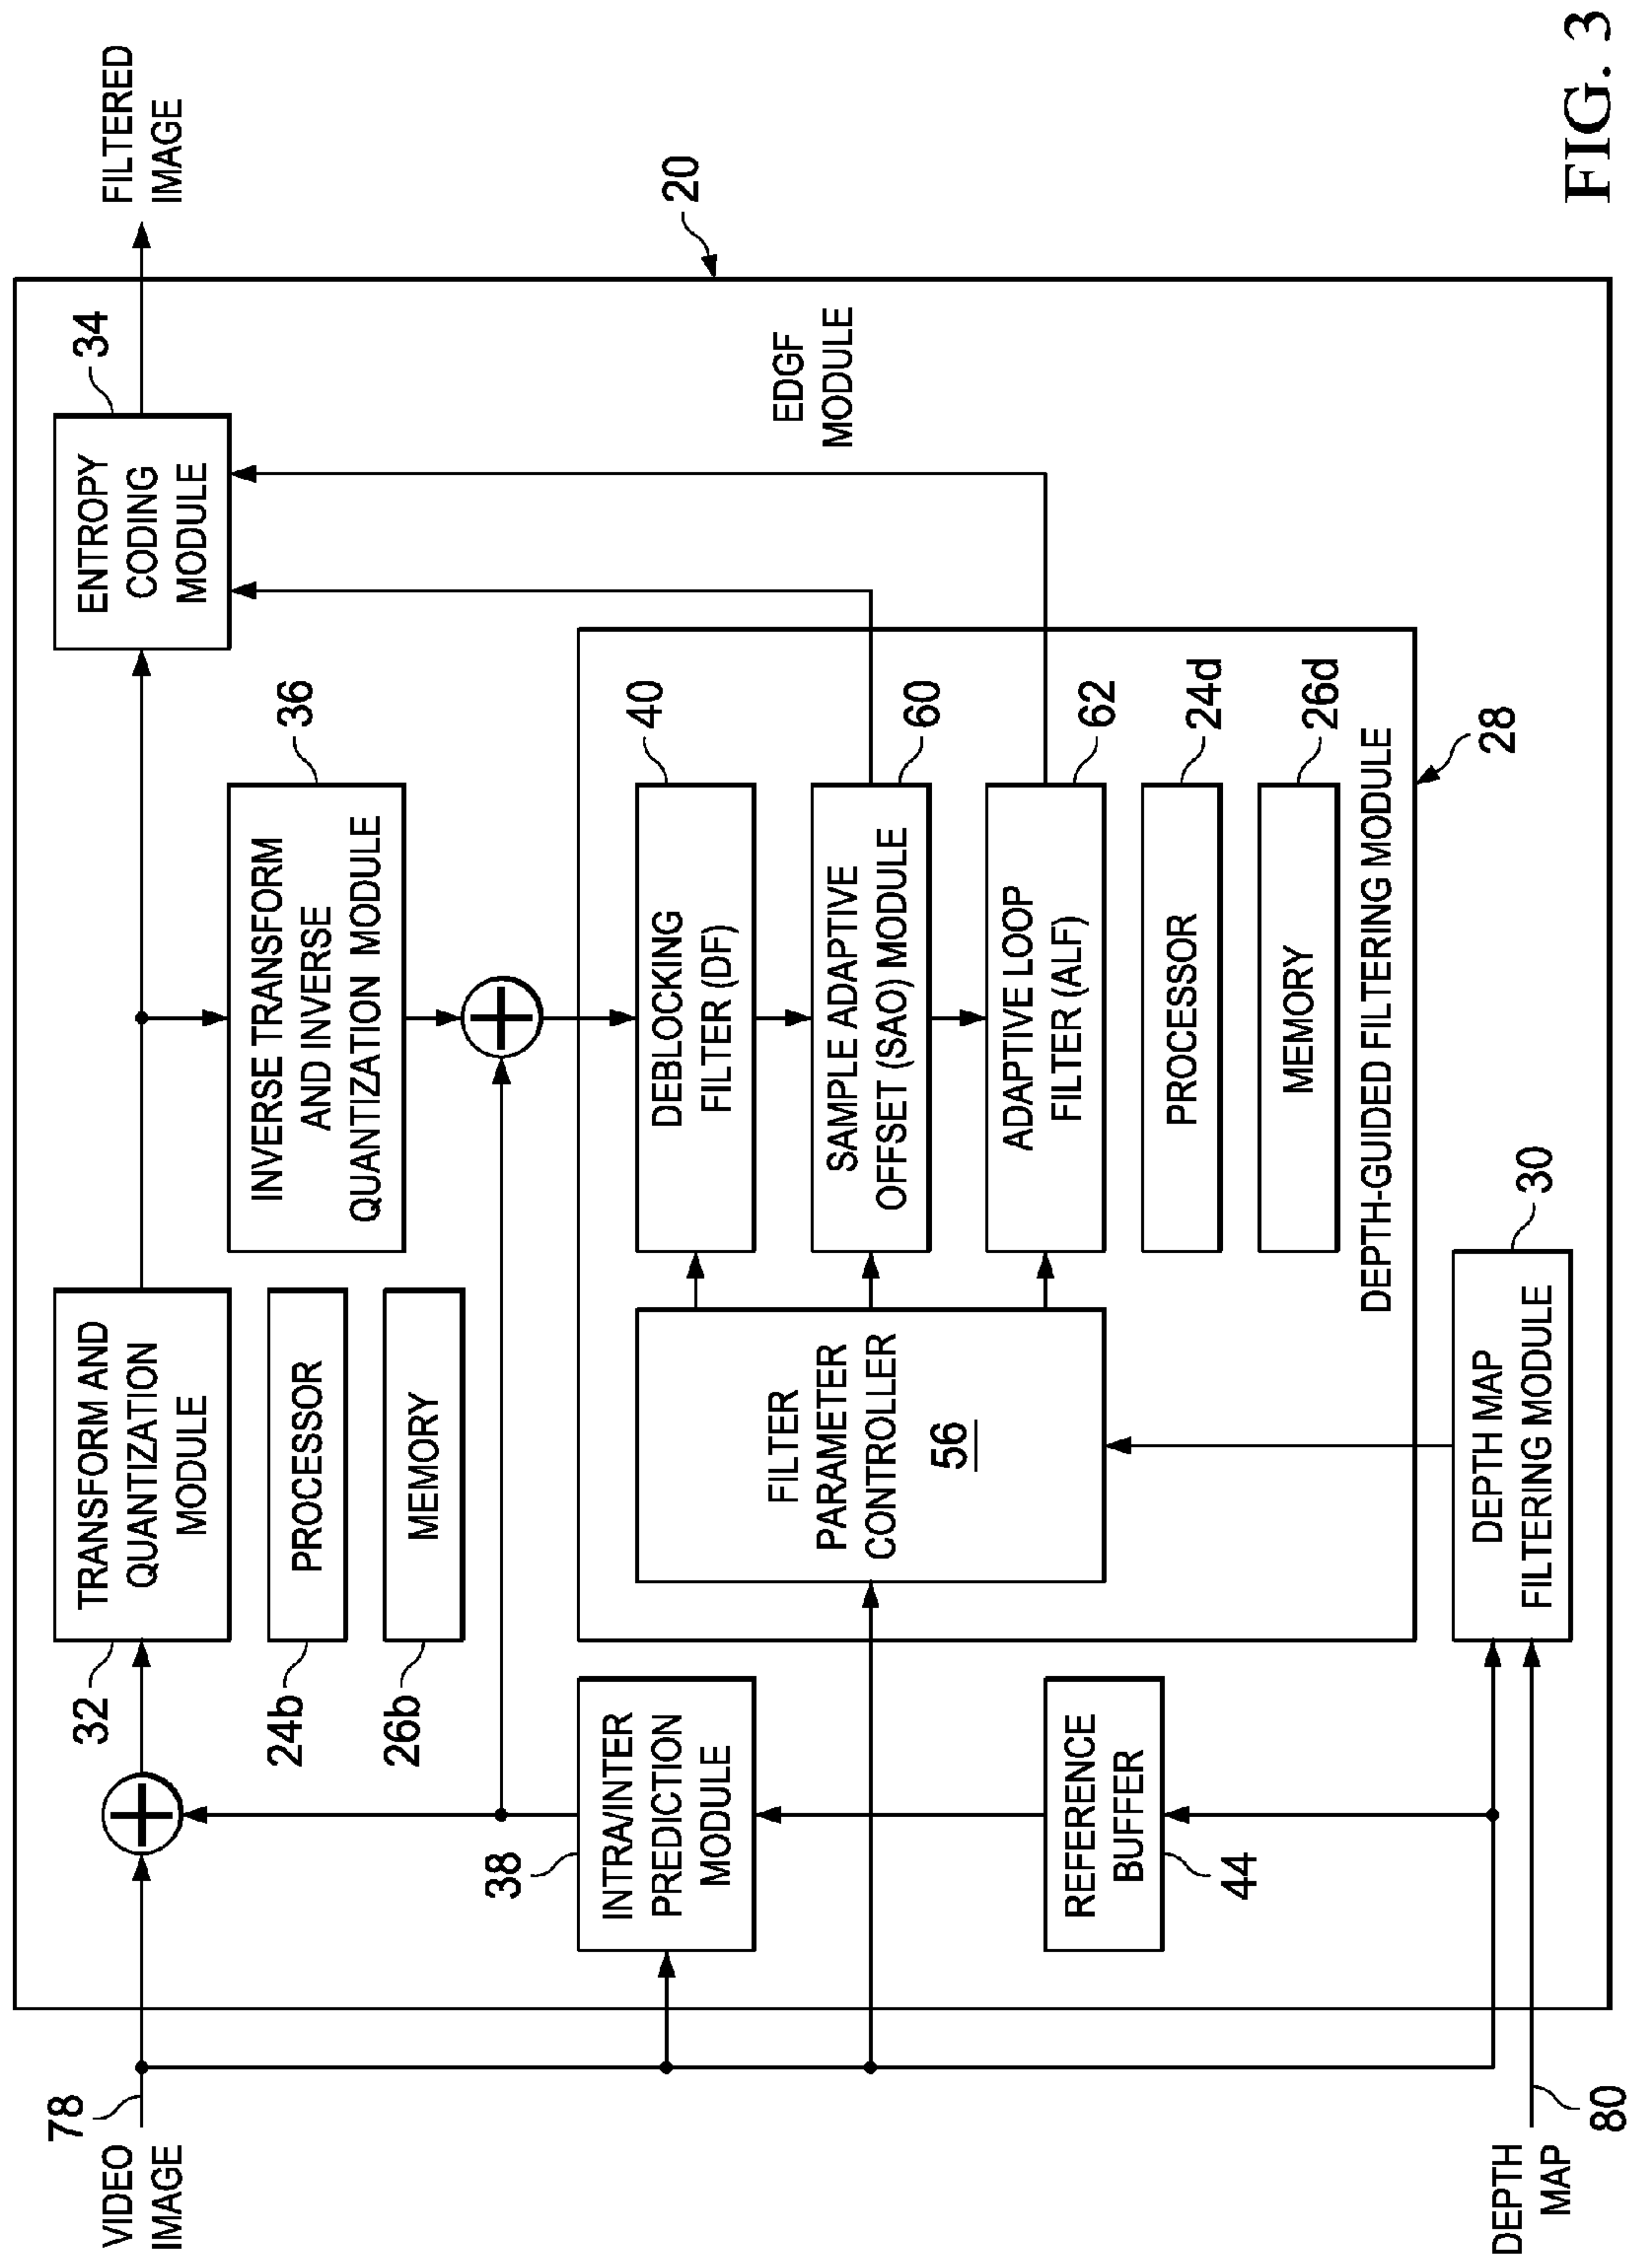 VIDEO
IMAGE
78
32
TRANSFORM AND
QUANTIZATION
MODULE
34
ENTROPY
CODING
MODULE
FILTERED
IMAGE
24b
PROCESSOR
26b
MEMORY
36
INVERSE TRANSFORM
AND INVERSE
QUANTIZATION MODULE
20
EDGF
MODULE
38
INTRA/INTER
PREDICTION
MODULE
44
REFERENCE
BUFFER
FILTER
PARAMETER
CONTROLLER
56
40
DEBLOCKING
FILTER (DF)
60
SAMPLE ADAPTIVE
OFFSET (SAO) MODULE
62
ADAPTIVE LOOP
FILTER (ALF)
24d
PROCESSOR
26d
MEMORY
DEPTH-GUIDED FILTERING MODULE
28
30
DEPTH MAP
FILTERING MODULE
DEPTH
MAP
80
FIG. 3